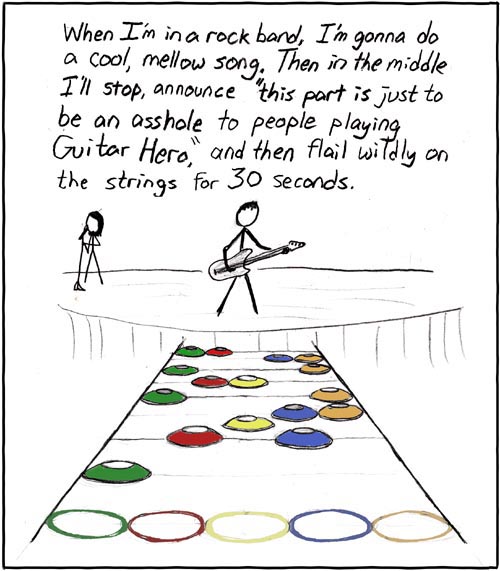 When I'm in a rock band, I'm gonna do
a cool, mellow song. Then in the middle
I'll stop, announce "this part is just to
be an asshole to people playing
Guitar Hero," and then flail wildly on
the strings for 30 seconds.